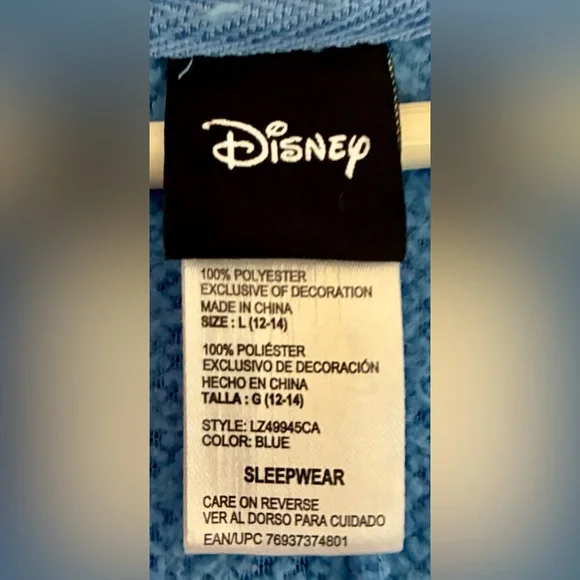 Disney
100% POLYESTER
EXCLUSIVE OF DECORATION
MADE IN CHINA
SIZE : L (12-14)
100% POLIÉSTER
EXCLUSIVO DE DECORACIÓN
HECHO EN CHINA
TALLA : G (12-14)
STYLE: LZ49945CA
COLOR: BLUE
SLEEPWEAR
CARE ON REVERSE
VER AL DORSO PARA CUIDADO
EAN/UPC 76937374801